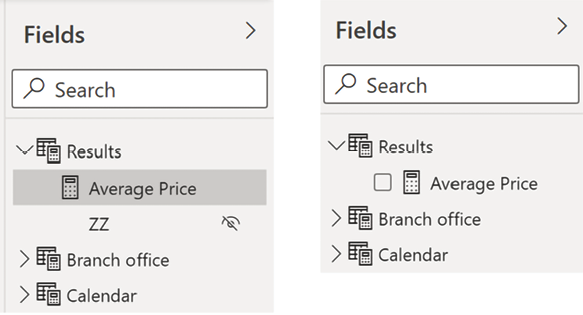 Fields
Search
Results
Average Price
ZZ
Branch office
Calendar
Fields
Search
Results
Average Price
Branch office
Calendar